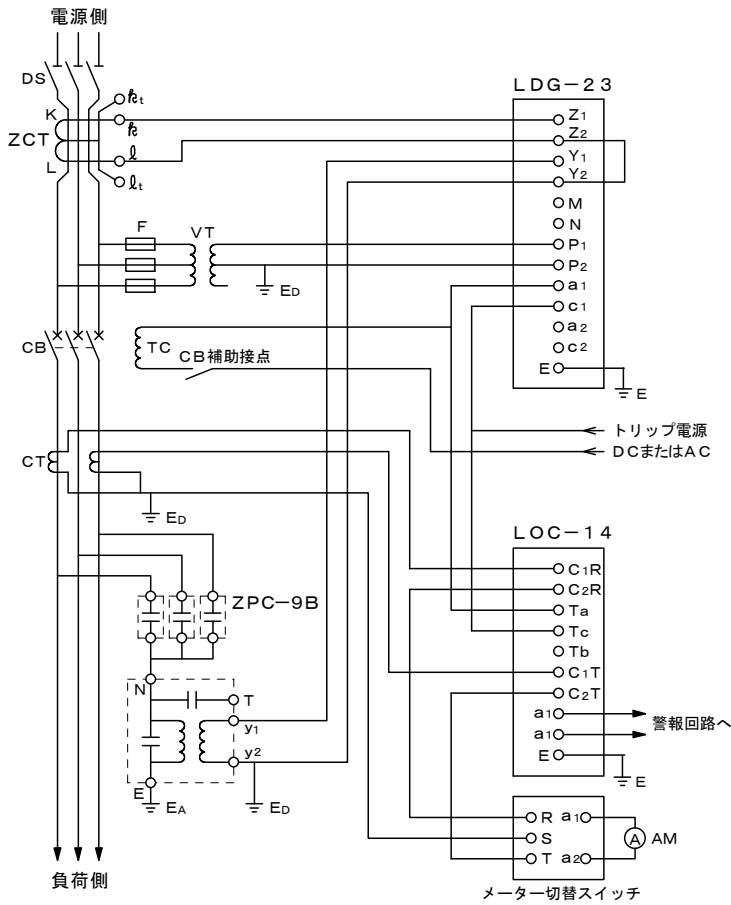 電源側
DS
kt
K
k
ZCT
l
L
lt
F
VT
ED
CB
TC
CB補助接点
CT
ED
LDG-23
Z1
Z2
Y1
Y2
M
N
P1
P2
a1
c1
a2
c2
E
E
トリップ電源
DCまたはAC
ZPC-9B
N
T
y1
y2
E
EA
ED
LOC-14
C1R
C2R
Ta
Tc
Tb
C1T
C2T
a1
a1
警報回路へ
E
E
R a1
S
T a2
A
AM
メーター切替スイッチ
負荷側